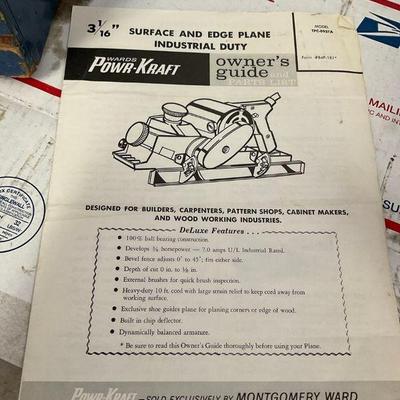 3 1/16" SURFACE AND EDGE PLANE
INDUSTRIAL DUTY
MODEL
TPC-8957A
WARDS
POWR-KRAFT
owner's
guide and
PARTS LIST
Form
DESIGNED FOR BUILDERS, CARPENTERS, PATTERN SHOPS, CABINET MAKERS,
AND WOOD WORKING INDUSTRIES.
DeLuxe Features . . .
• 100% ball bearing construction.
• Develops ¾ horsepower — 7.0 amps U/L Industrial Rated.
• Bevel fence adjusts 0° to 45°; fits either side.
• Depth of cut 0 in. to ⅛ in.
• External brushes for quick brush inspection.
• Heavy-duty 10 ft. cord with large strain relief to keep cord away from
working surface.
• Exclusive shoe guides for planing corners or edge of wood.
• Built in chip deflector.
• Dynamically balanced armature.
* Be sure to read this Owner's Guide thoroughly before using your Plane.
POWR-KRAFT — SOLD EXCLUSIVELY BY MONTGOMERY WARD
MAILING